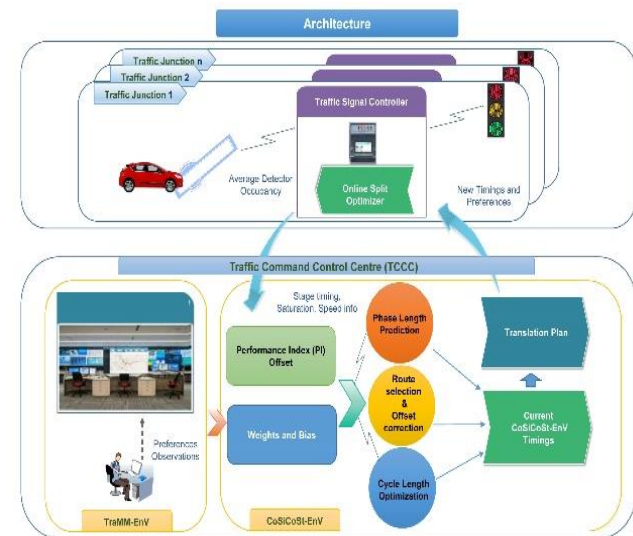 Architecture
Traffic Junction n
Traffic Junction 2
Traffic Junction 1
Traffic Signal Controller
Average Detector
Occupancy
Online Split
Optimizer
New Timings and
Preferences
Traffic Command Control Centre (TCCC)
Stage timing,
Saturation, Speed info
Performance Index (PI)
Offset
Weights and Bias
Phase Length
Prediction
Route
selection
&
Offset
correction
Cycle Length
Optimization
Translation Plan
Current
CoSiCoSt-EnV
Timings
Preferences
Observations
TraMM-EnV
CoSiCoSt-EnV